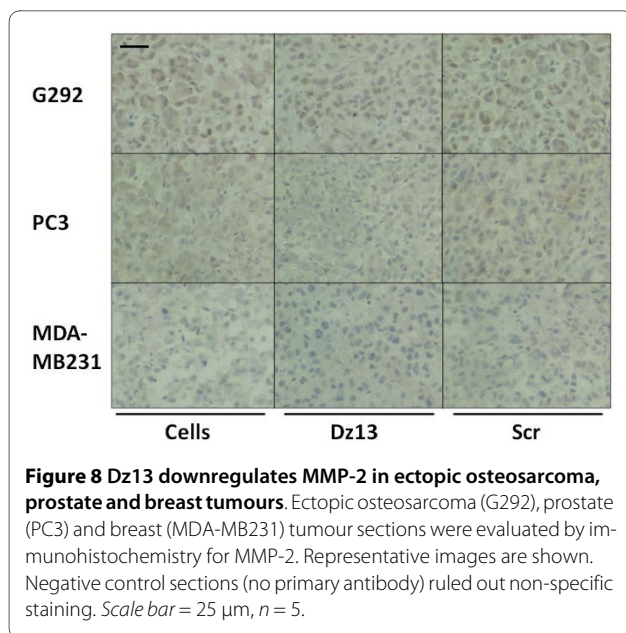 G292
PC3
MDA-
MB231
Cells Dz13 Scr
Figure 8 Dz13 downregulates MMP-2 in ectopic osteosarcoma,
prostate and breast tumours. Ectopic osteosarcoma (G292), prostate
(PC3) and breast (MDA-MB231) tumour sections were evaluated by im-
munohistochemistry for MMP-2. Representative images are shown.
Negative control sections (no primary antibody) ruled out non-specific
staining. Scale bar = 25 μm, n = 5.